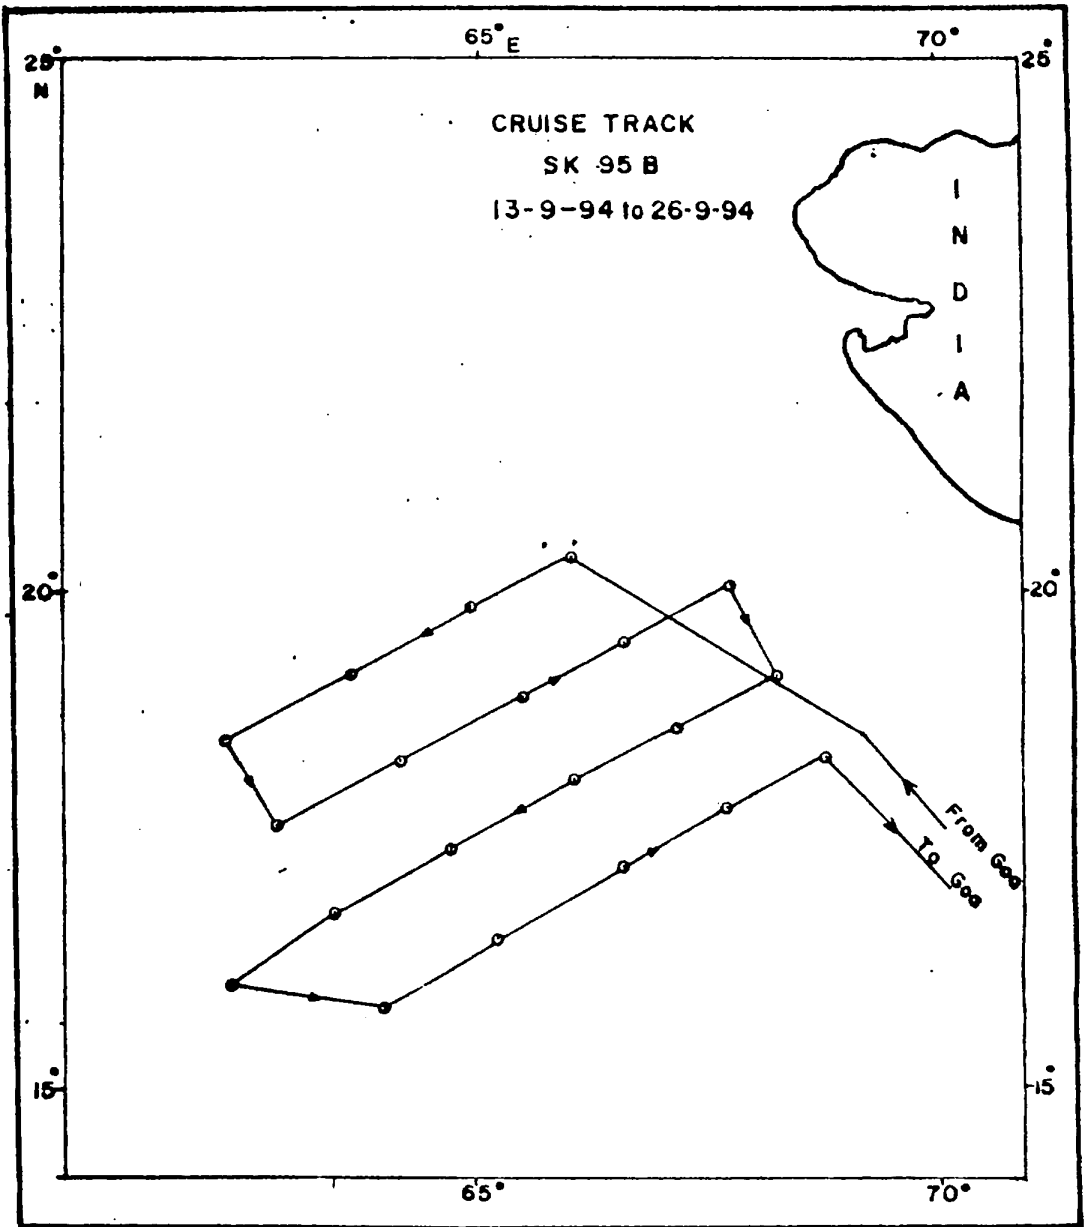 65° E 70°
25° 25°
N
CRUISE TRACK
SK 95 B
13-9-94 to 26-9-94
I
N
D
I
A
20° 20°
From Goa
To Goa
15° 15°
65° 70°